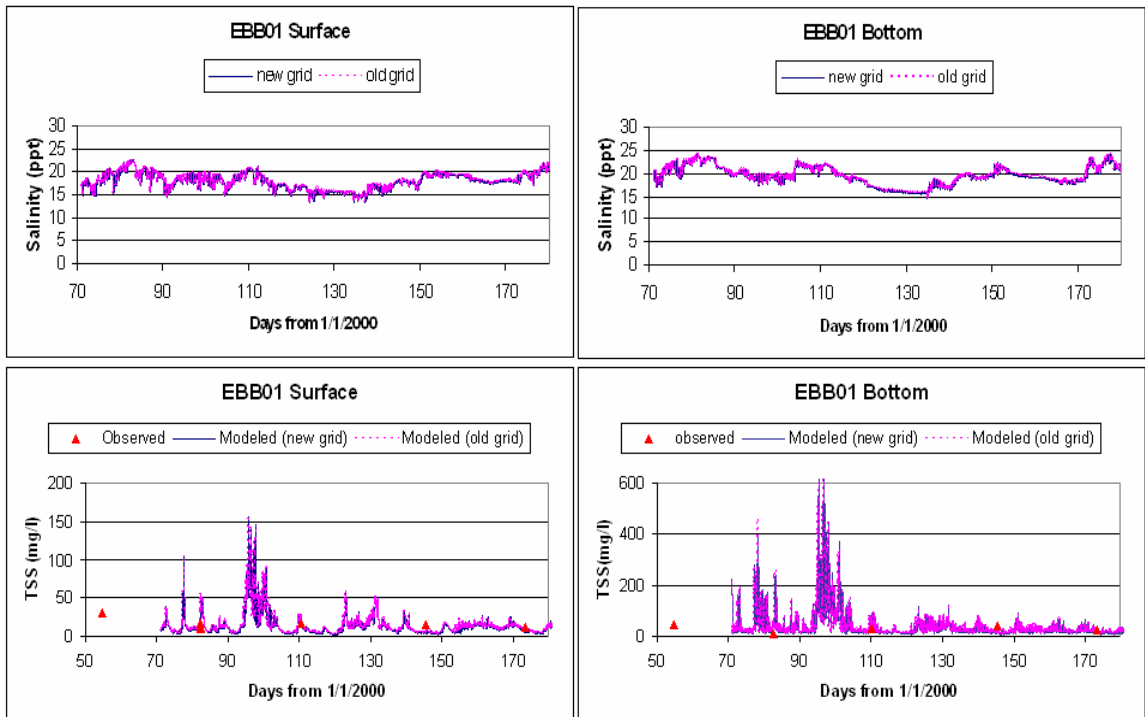 EBB01 Surface
new grid old grid
Salinity (ppt)
30
25
20
15
10
5
0
70 90 110 130 150 170
Days from 1/1/2000
EBB01 Bottom
new grid old grid
Salinity (ppt)
30
25
20
15
10
5
0
70 90 110 130 150 170
Days from 1/1/2000
EBB01 Surface
Observed Modeled (new grid) Modeled (old grid)
TSS (mg/l)
200
150
100
50
0
50 70 90 110 130 150 170
Days from 1/1/2000
EBB01 Bottom
observed Modeled (new grid) Modeled (old grid)
TSS(mg/l)
600
400
200
0
50 70 90 110 130 150 170
Days from 1/1/2000